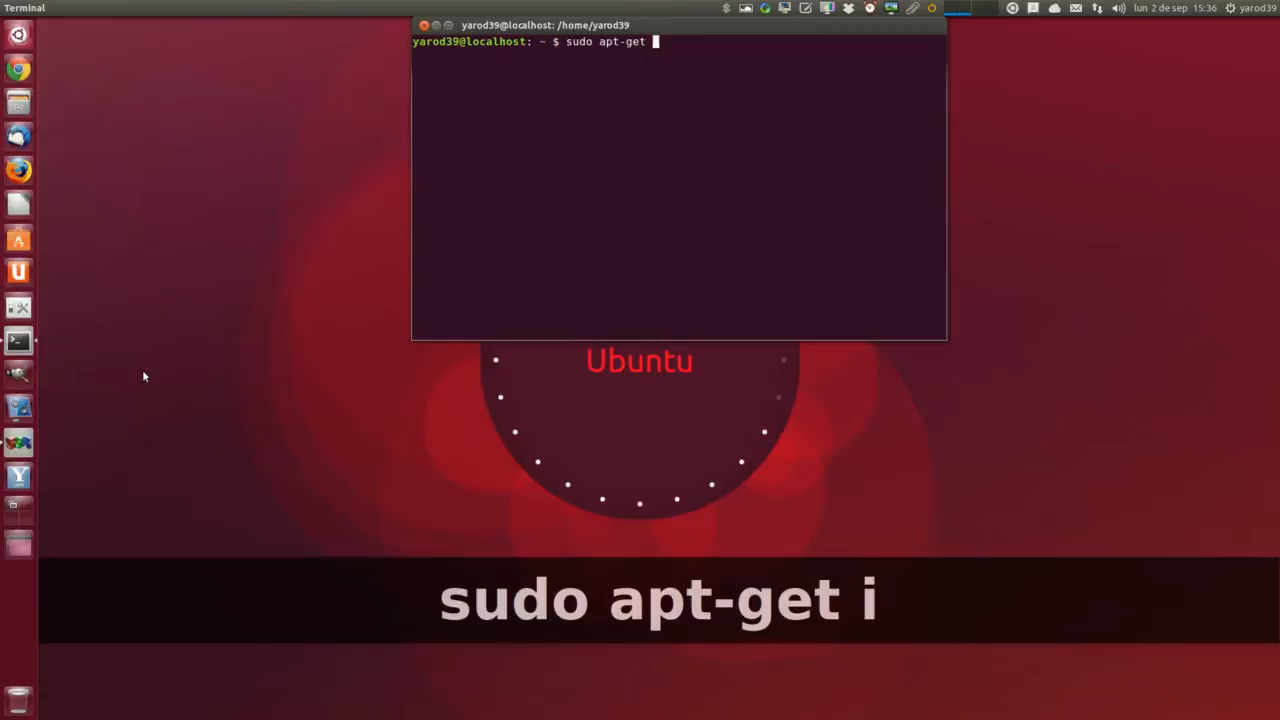 Terminal
lun 2 de sep 15:36 yarod39
yarod39@localhost: /home/yarod39
yarod39@localhost: ~ $ sudo apt-get
Ubuntu
sudo apt-get i